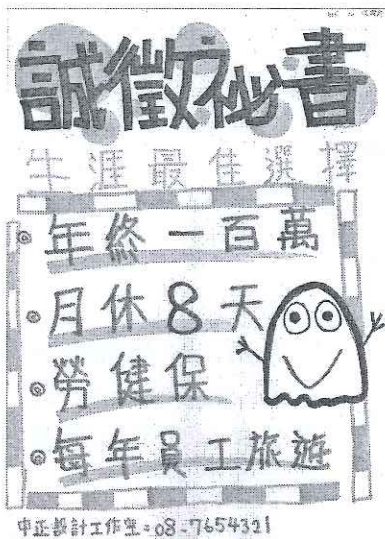 誠徵祕書
生涯最佳選擇
年終一百萬
月休8天
勞健保
每年員工旅遊
中正設計工作室:08-7654321